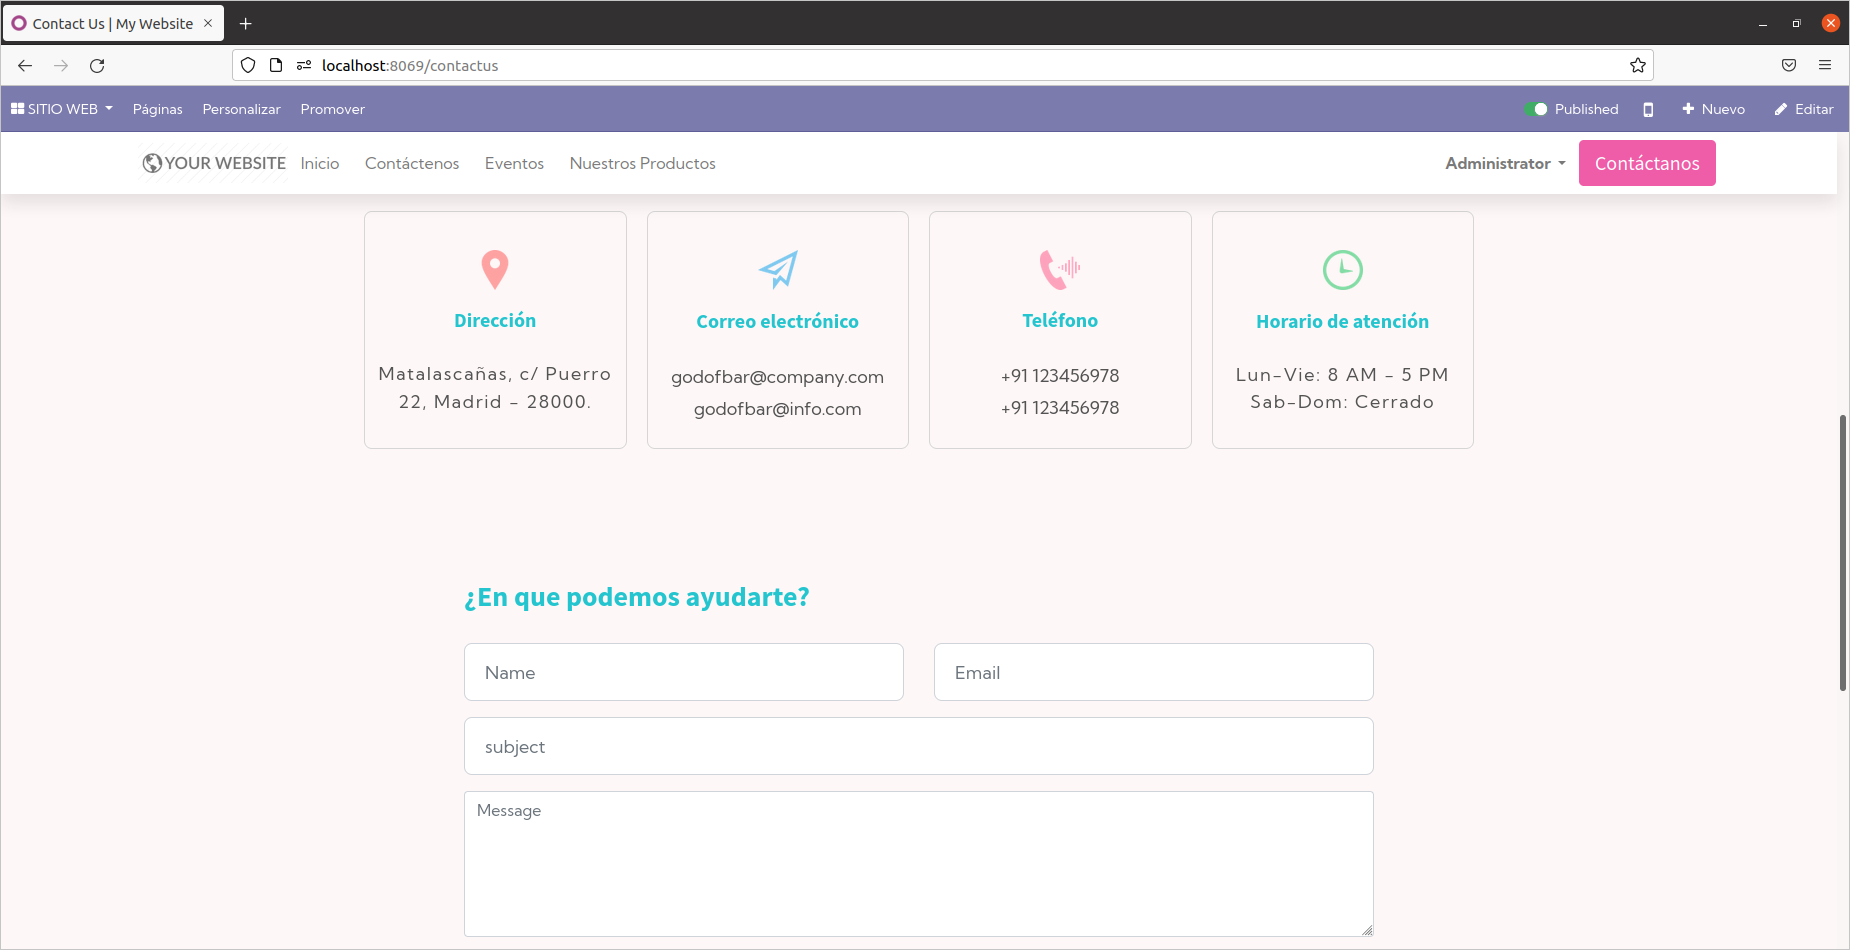 Contact Us | My Website
localhost:8069/contactus
SITIO WEB Páginas Personalizar Promover Published Nuevo Editar
YOUR WEBSITE Inicio Contáctenos Eventos Nuestros Productos Administrator Contáctanos
Dirección
Matalascañas, c/ Puerro
22, Madrid - 28000.
Correo electrónico
godofbar@company.com
godofbar@info.com
Teléfono
+91 123456978
+91 123456978
Horario de atención
Lun-Vie: 8 AM - 5 PM
Sab-Dom: Cerrado
¿En que podemos ayudarte?
Name Email
subject
Message